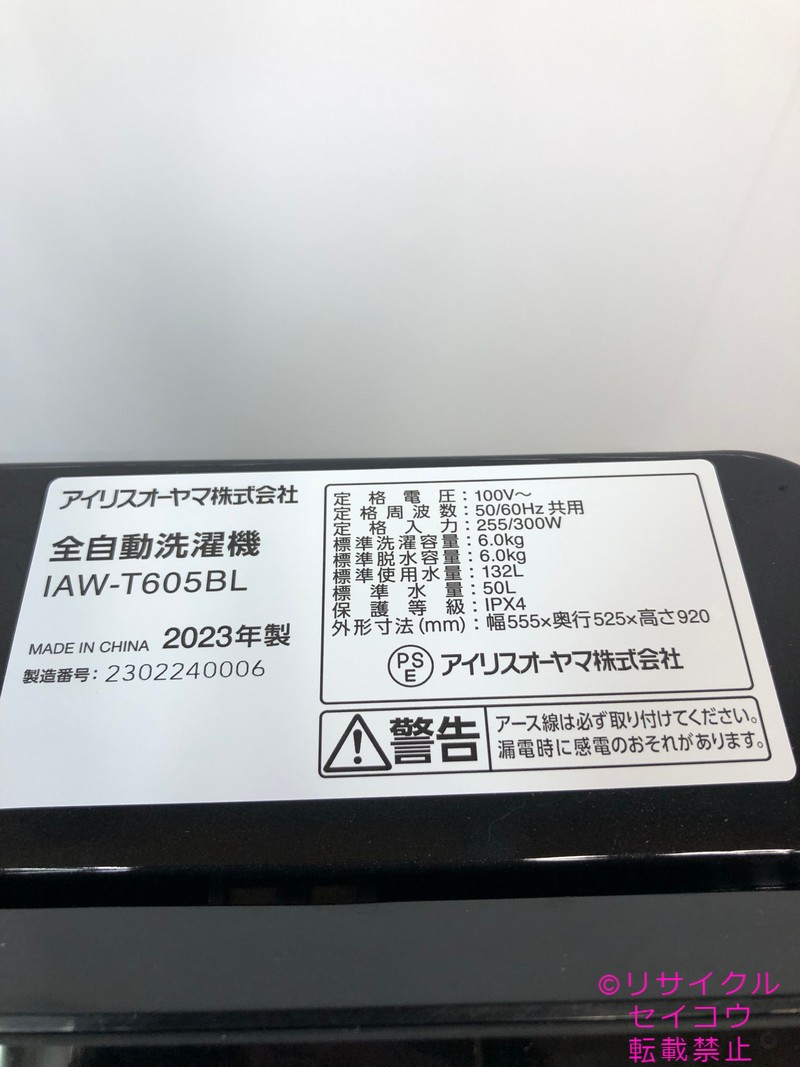 アイリスオーヤマ株式会社
全自動洗濯機
IAW-T605BL
MADE IN CHINA 2023年製
製造番号: 2302240006
定格電圧: 100V～
定格周波数: 50/60Hz 共用
定格入力: 255/300W
標準洗濯容量: 6.0kg
標準脱水容量: 6.0kg
標準使用水量: 132L
標準水量: 50L
保護等級: IPX4
外形寸法(mm): 幅555×奥行525×高さ920
PS
E
アイリスオーヤマ株式会社
警告
アース線は必ず取り付けてください。
漏電時に感電のおそれがあります。
©リサイクル
セイコウ
転載禁止